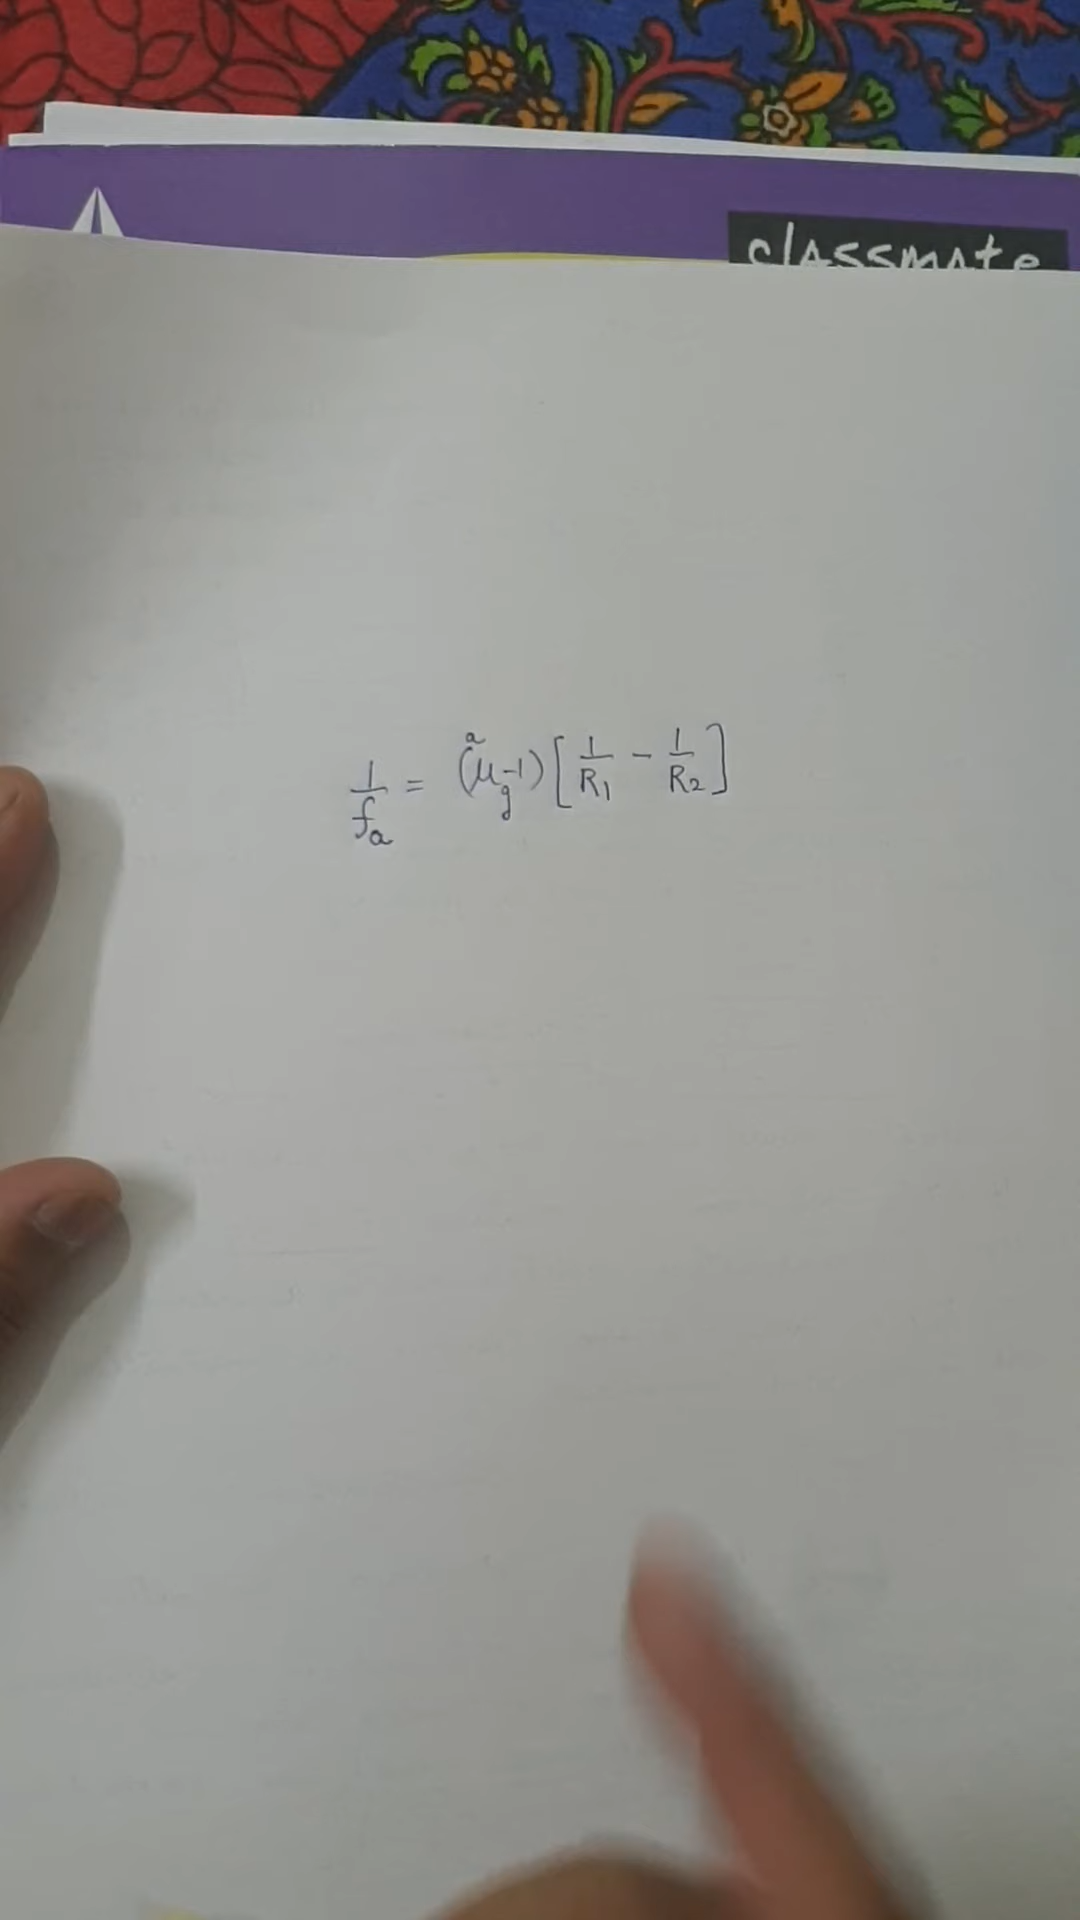 classmate
1/fₐ = (ᵃμg-1)[1/R₁ - 1/R₂]